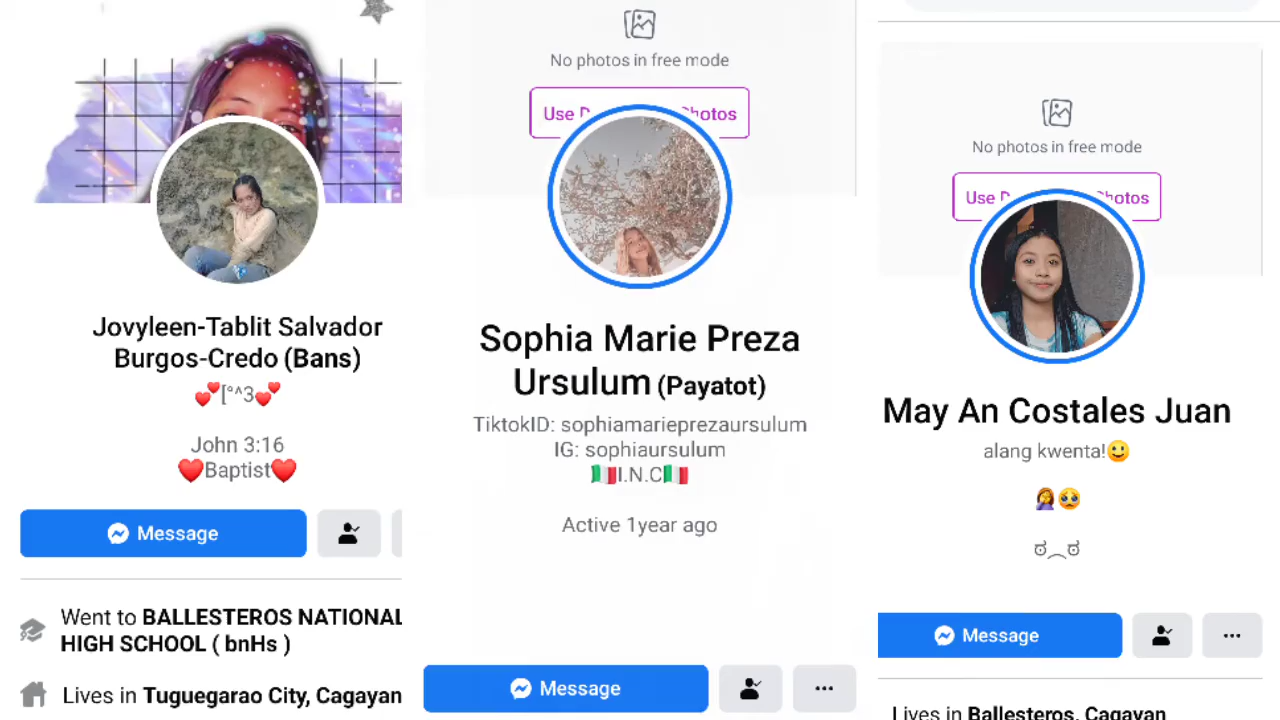 Jovyleen-Tablit Salvador
Burgos-Credo (Bans)
💕[°^3💕
John 3:16
❤️Baptist❤️
Message
Went to BALLESTEROS NATIONAL
HIGH SCHOOL ( bnHs )
Lives in Tuguegarao City, Cagayan
No photos in free mode
Use
Sophia Marie Preza
Ursulum (Payatot)
TiktokID: sophiamarieprezaursulum
IG: sophiaursulum
🇮🇹I.N.C🇮🇹
Active 1year ago
Message
No photos in free mode
Use
May An Costales Juan
alang kwenta!😀
🤦‍♀️🥹
ಠ︵ಠ
Message
Lives in Ballesteros, Cagayan